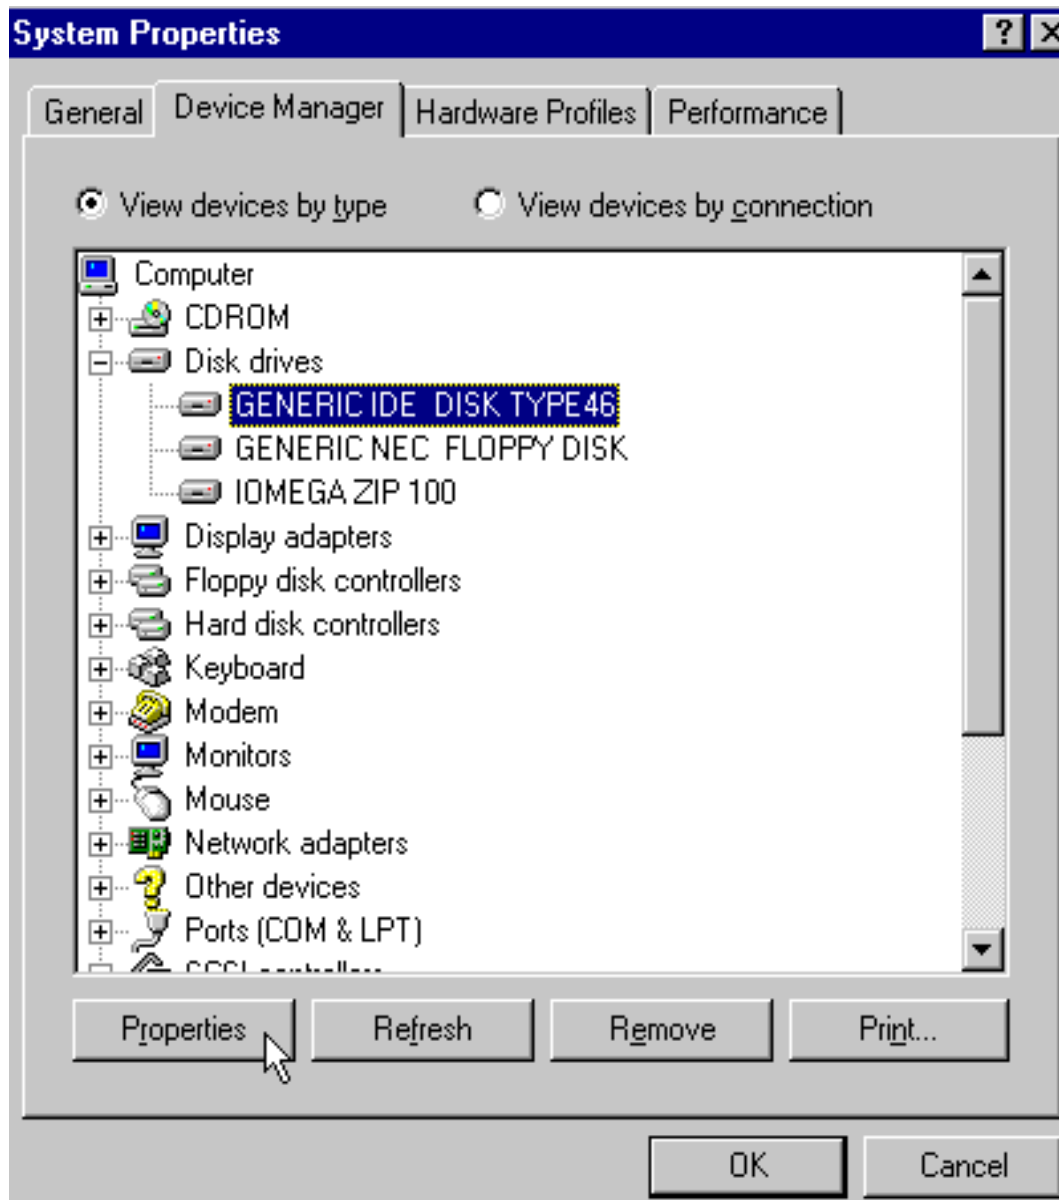 System Properties
General Device Manager Hardware Profiles Performance
View devices by type View devices by connection
Computer
CDROM
Disk drives
GENERIC IDE DISK TYPE46
GENERIC NEC FLOPPY DISK
IOMEGA ZIP 100
Display adapters
Floppy disk controllers
Hard disk controllers
Keyboard
Modem
Monitors
Mouse
Network adapters
Other devices
Ports (COM & LPT)
SCSI controllers
Properties Refresh Remove Print...
OK Cancel